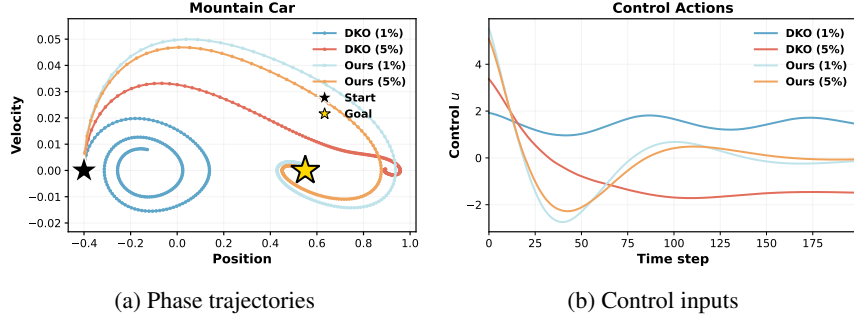 Mountain Car
DKO (1%)
DKO (5%)
Ours (1%)
Ours (5%)
Start
Goal
Velocity
0.05
0.04
0.03
0.02
0.01
0.00
−0.01
−0.02
−0.4
−0.2
0.0
0.2
0.4
0.6
0.8
1.0
Position
(a) Phase trajectories
Control Actions
DKO (1%)
DKO (5%)
Ours (1%)
Ours (5%)
Control u
4
2
0
−2
0
25
50
75
100
125
150
175
Time step
(b) Control inputs